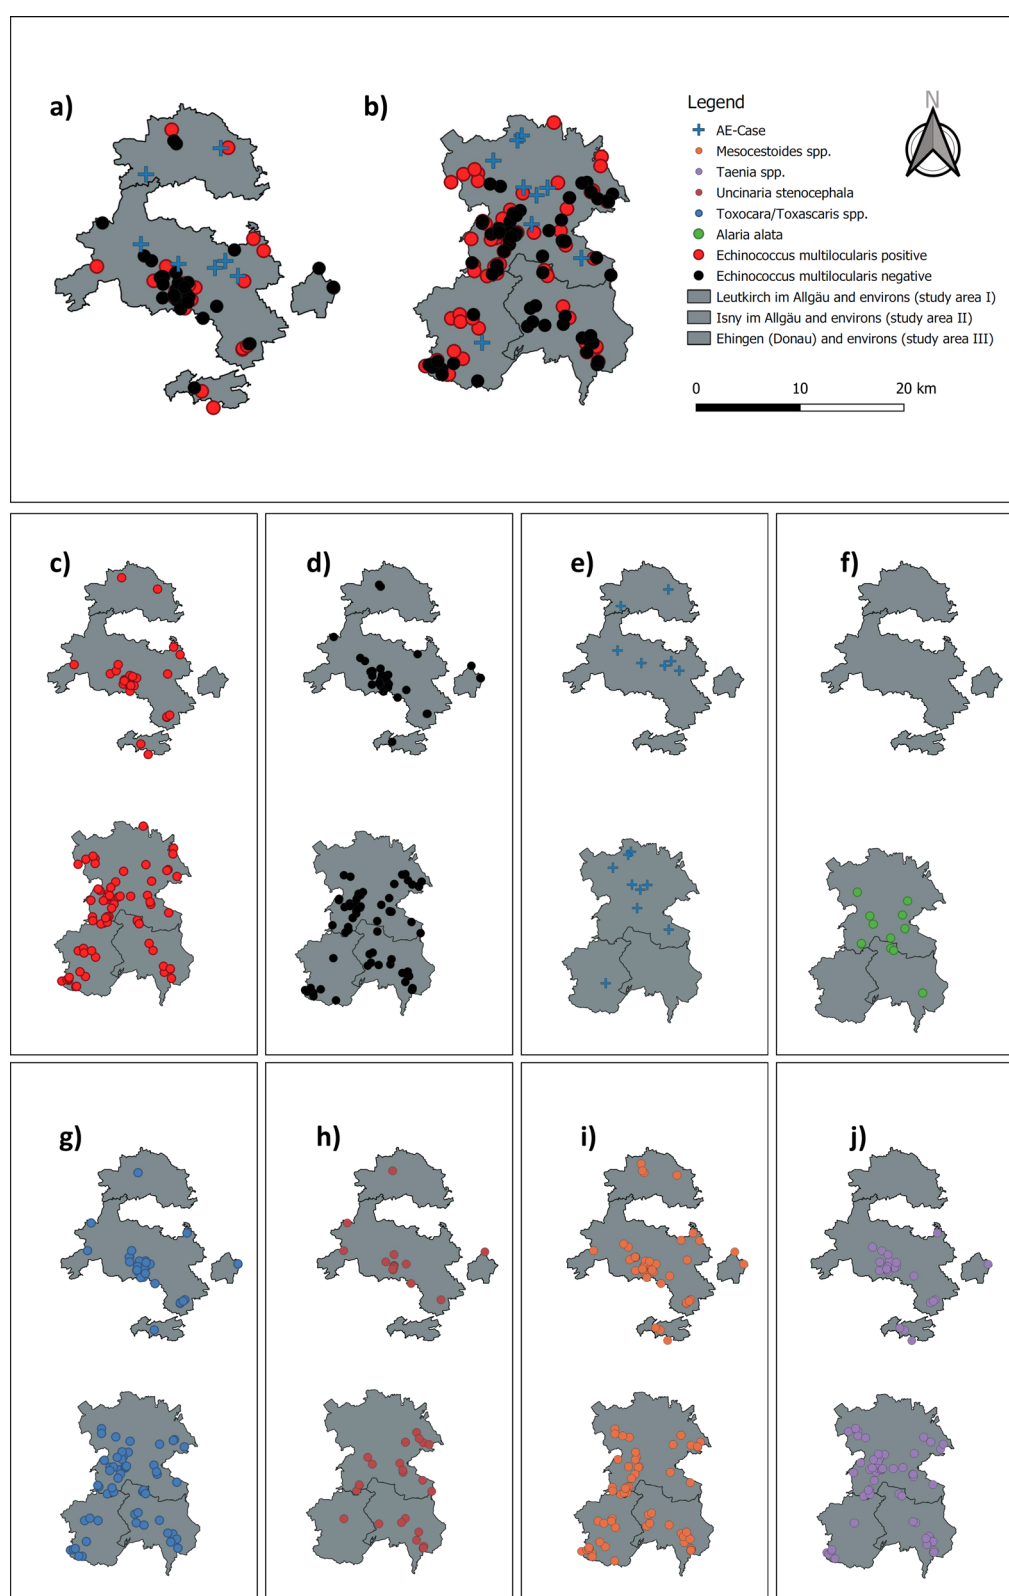 a)
b)
Legend
AE-Case
Mesocestoides spp.
Taenia spp.
Uncinaria stenocephala
Toxocara/Toxascaris spp.
Alaria alata
Echinococcus multilocularis positive
Echinococcus multilocularis negative
Leutkirch im Allgäu and environs (study area I)
Isny im Allgäu and environs (study area II)
Ehingen (Donau) and environs (study area III)
N
0 10 20 km
c)
d)
e)
f)
g)
h)
i)
j)